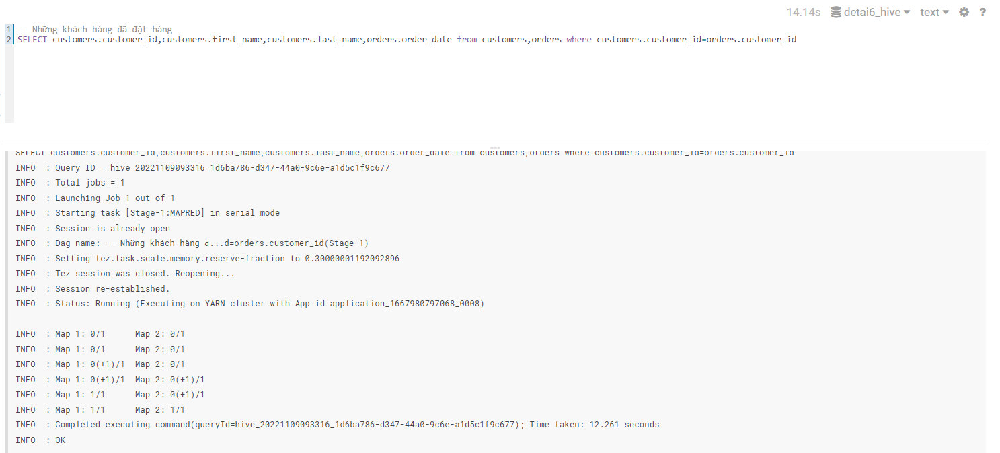 14.14s detai6_hive text ?
1 -- Những khách hàng đã đặt hàng
2 SELECT customers.customer_id,customers.first_name,customers.last_name,orders.order_date from customers,orders where customers.customer_id=orders.customer_id
SELECT customers.customer_id,customers.first_name,customers.last_name,orders.order_date from customers,orders where customers.customer_id=orders.customer_id
INFO : Query ID = hive_20221109093316_1d6ba786-d347-44a0-9c6e-a1d5c1f9c677
INFO : Total jobs = 1
INFO : Launching Job 1 out of 1
INFO : Starting task [Stage-1:MAPRED] in serial mode
INFO : Session is already open
INFO : Dag name: -- Những khách hàng đ...d=orders.customer_id(Stage-1)
INFO : Setting tez.task.scale.memory.reserve-fraction to 0.30000001192092896
INFO : Tez session was closed. Reopening...
INFO : Session re-established.
INFO : Status: Running (Executing on YARN cluster with App id application_1667980797068_0008)
INFO : Map 1: 0/1 Map 2: 0/1
INFO : Map 1: 0/1 Map 2: 0/1
INFO : Map 1: 0(+1)/1 Map 2: 0/1
INFO : Map 1: 0(+1)/1 Map 2: 0(+1)/1
INFO : Map 1: 1/1 Map 2: 0(+1)/1
INFO : Map 1: 1/1 Map 2: 1/1
INFO : Completed executing command(queryId=hive_20221109093316_1d6ba786-d347-44a0-9c6e-a1d5c1f9c677); Time taken: 12.261 seconds
INFO : OK